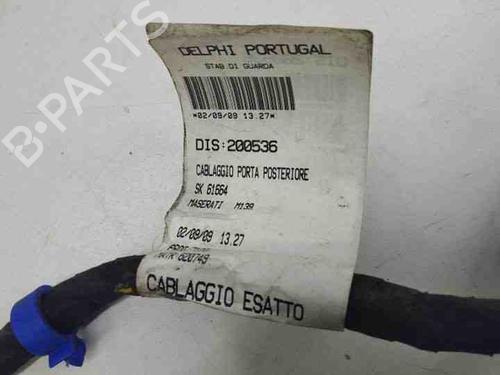 DELPHI PORTUGAL
STAB DI GUARDA
*02/09/09 13.27*
DIS:200536
CABLAGGIO PORTA POSTERIORE
SK 61664
MASERATI M139
02/09/09 13.27
620749
CABLAGGIO ESATTO
B-PARTS